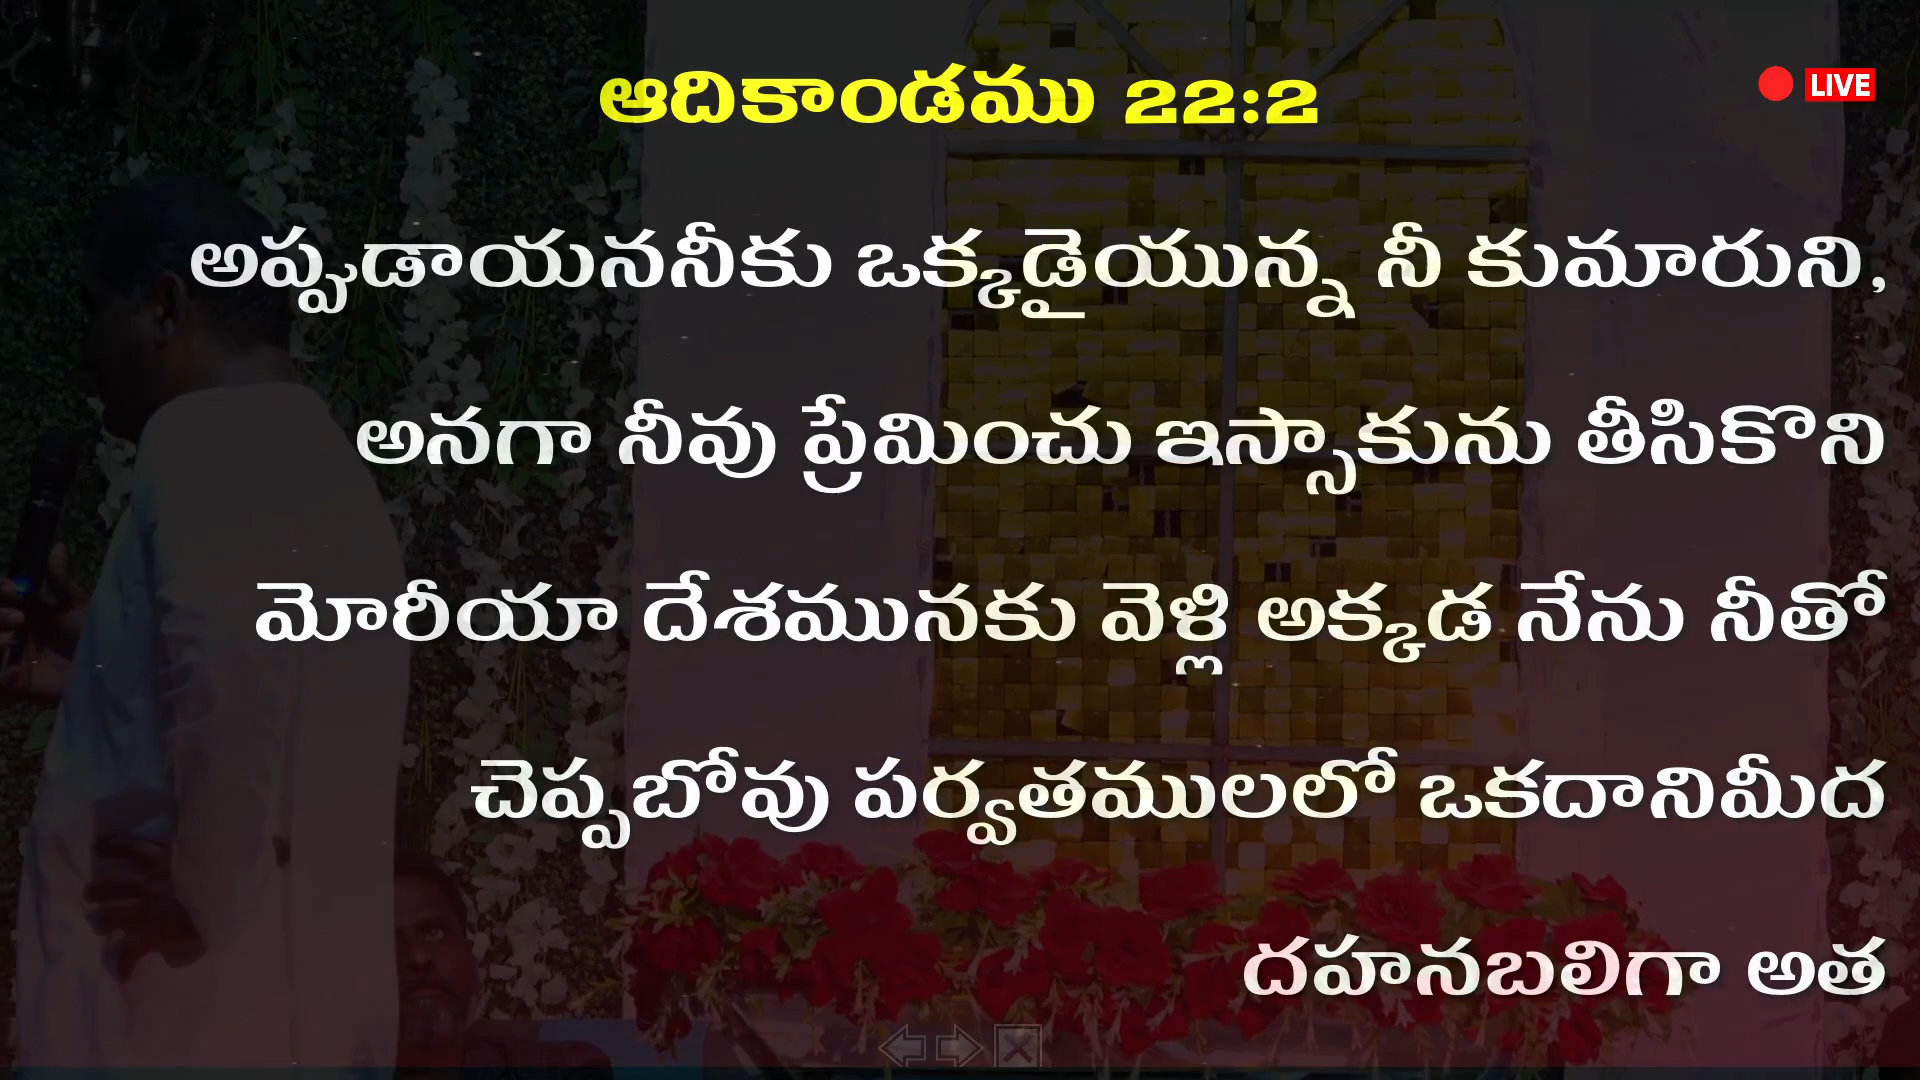 ఆదికాండము 22:2
LIVE
అప్పుడాయననీకు ఒక్కడైయున్న నీ కుమారుని,
అనగా నీవు ప్రేమించు ఇస్సాకును తీసికొని
మోరీయా దేశమునకు వెళ్లి అక్కడ నేను నీతో
చెప్పబోవు పర్వతములలో ఒకదానిమీద
దహనబలిగా అత